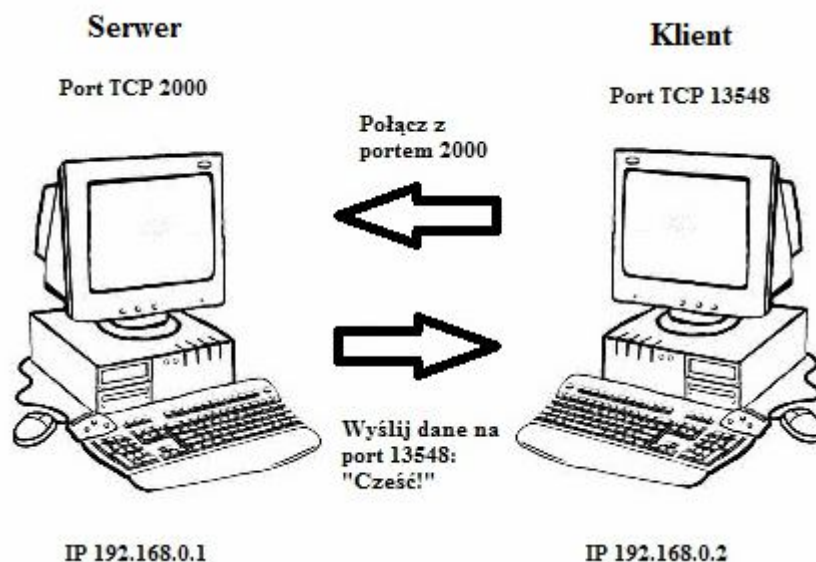 Serwer
Port TCP 2000
Klient
Port TCP 13548
Połącz z
portem 2000
Wyślij dane na
port 13548:
"Cześć!"
IP 192.168.0.1
IP 192.168.0.2